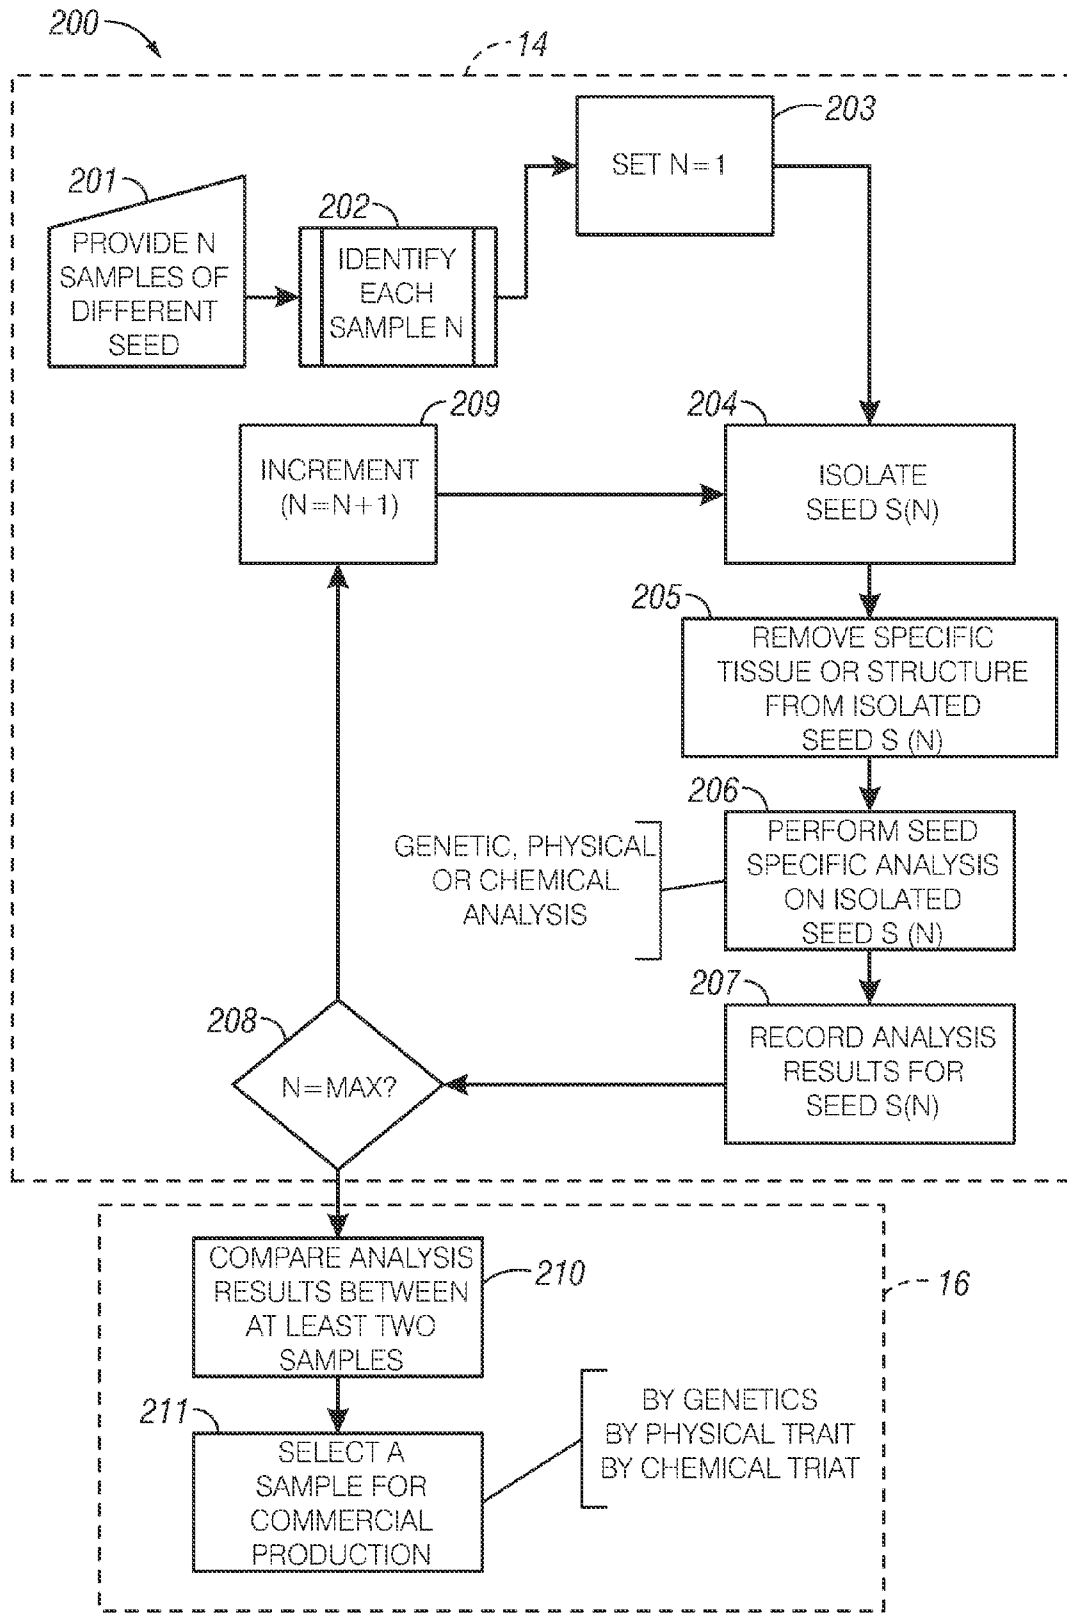 200
14
203
SET N=1
201
PROVIDE N
SAMPLES OF
DIFFERENT
SEED
202
IDENTIFY
EACH
SAMPLE N
209
INCREMENT
(N=N+1)
204
ISOLATE
SEED S(N)
205
REMOVE SPECIFIC
TISSUE OR STRUCTURE
FROM ISOLATED
SEED S (N)
206
PERFORM SEED
SPECIFIC ANALYSIS
ON ISOLATED
SEED S (N)
GENETIC, PHYSICAL
OR CHEMICAL
ANALYSIS
207
RECORD ANALYSIS
RESULTS FOR
SEED S(N)
208
N=MAX?
COMPARE ANALYSIS
RESULTS BETWEEN
AT LEAST TWO
SAMPLES
210
16
211
SELECT A
SAMPLE FOR
COMMERCIAL
PRODUCTION
BY GENETICS
BY PHYSICAL TRAIT
BY CHEMICAL TRIAT